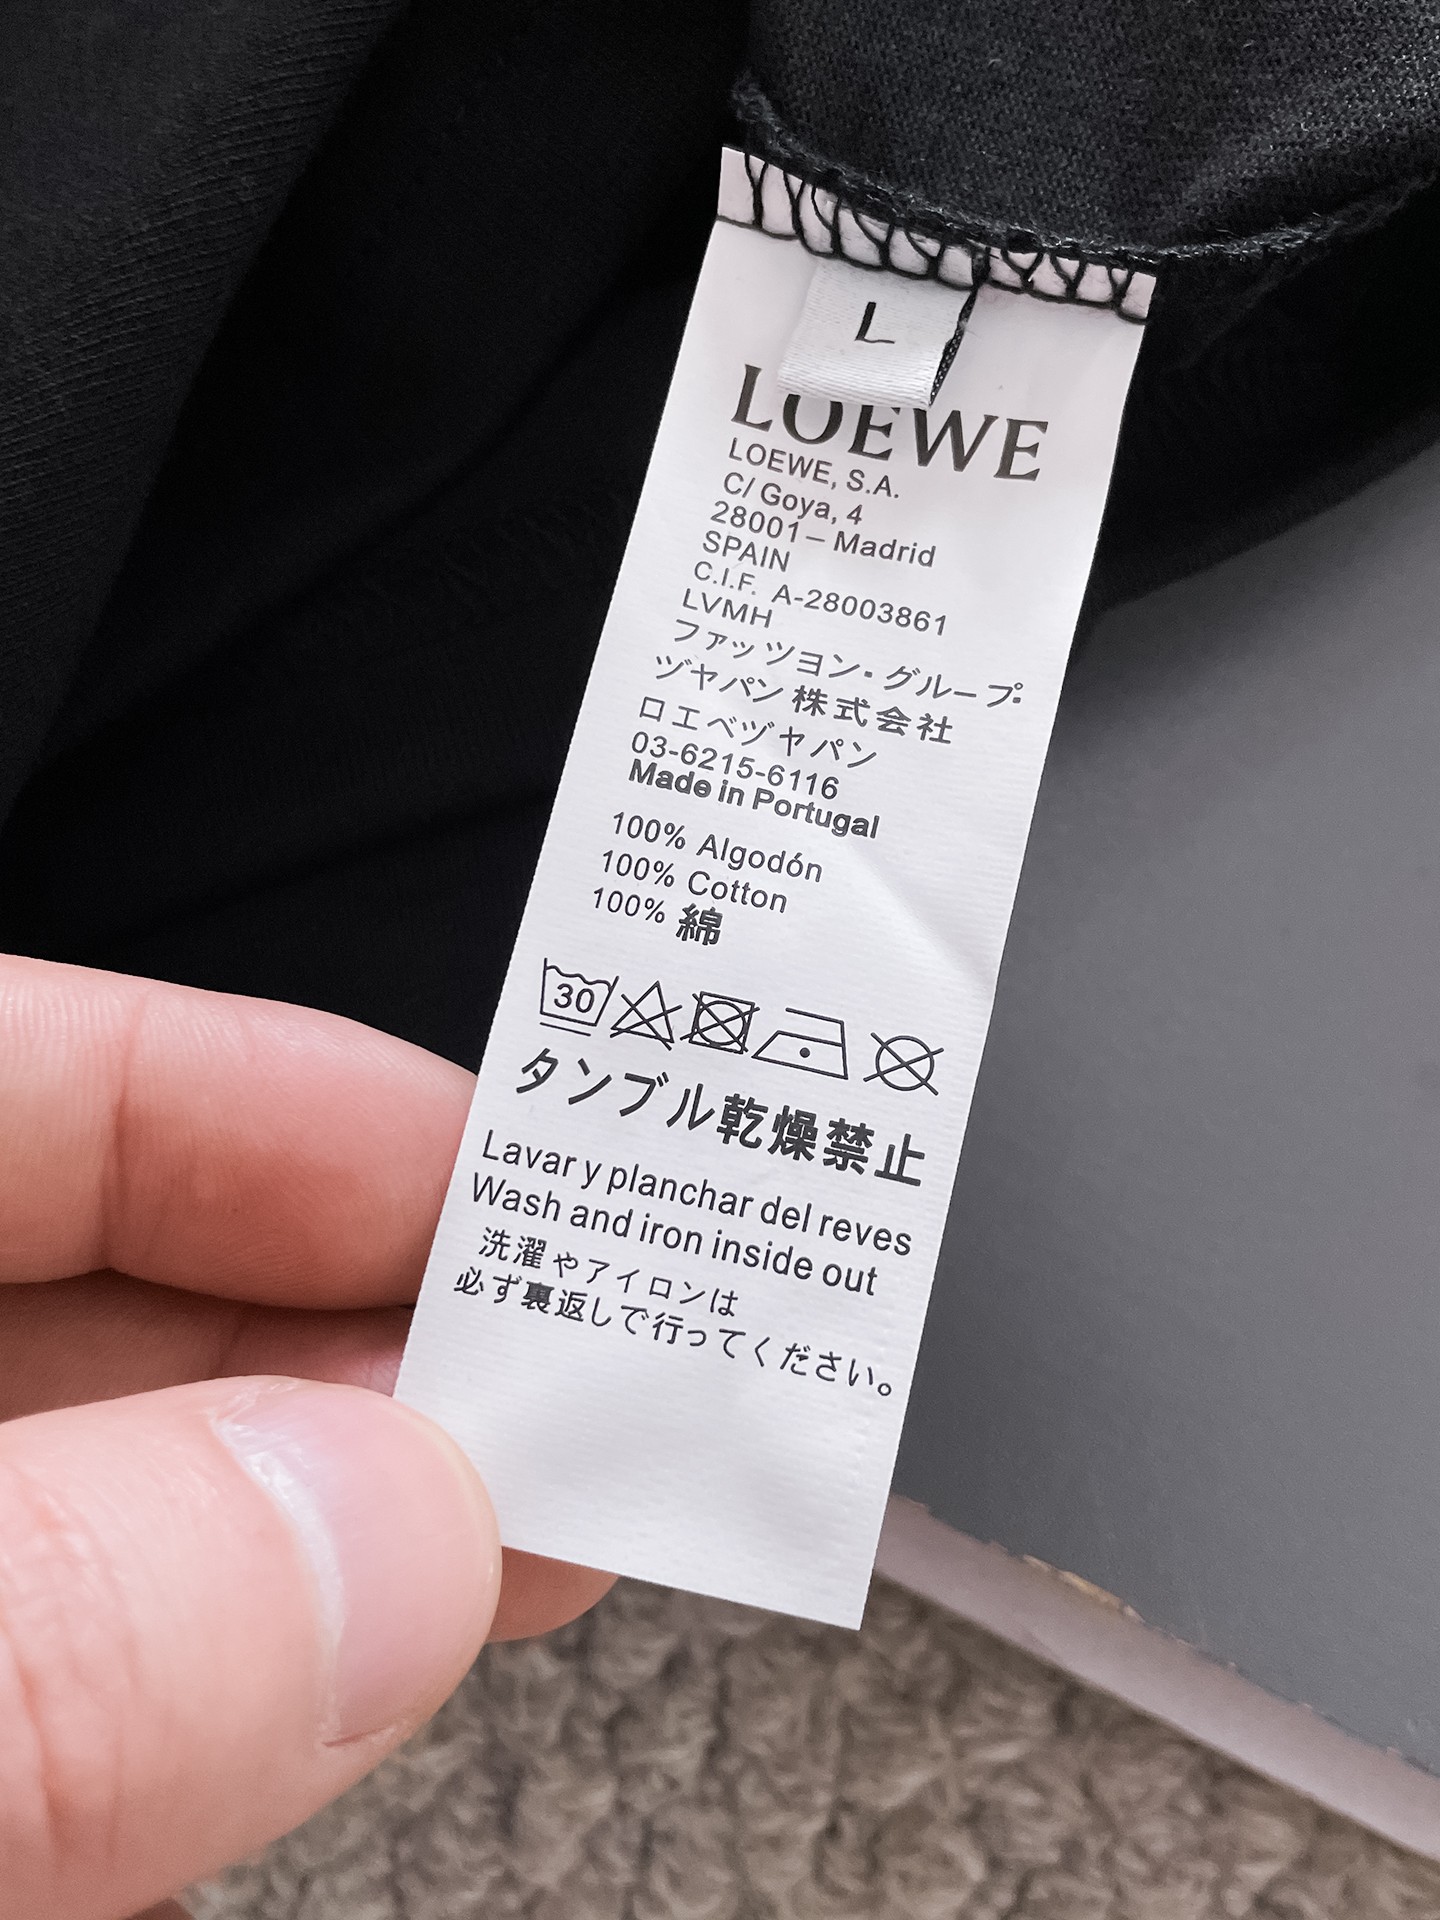 L
LOEWE
LOEWE, S.A.
C/ Goya, 4
28001 – Madrid
SPAIN
C.I.F. A-28003861
LVMH
ファッツョン・グループ・
ヅヤパン 株式会社
ロエベヅャパン
03-6215-6116
Made in Portugal
100% Algodón
100% Cotton
100% 綿
30
タンブル乾燥禁止
Lavar y planchar del reves
Wash and iron inside out
洗濯やアイロンは
必ず裏返しで行ってください。